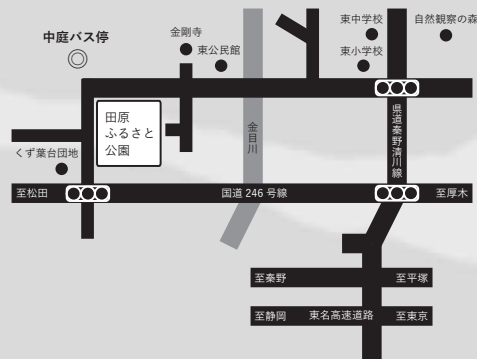 中庭バス停
金剛寺
東公民館
東中学校
自然観察の森
東小学校
田原
ふるさと
公園
金目川
県道秦野清川線
くず葉台団地
至松田
国道246号線
至厚木
至秦野
至平塚
至静岡
東名高速道路
至東京